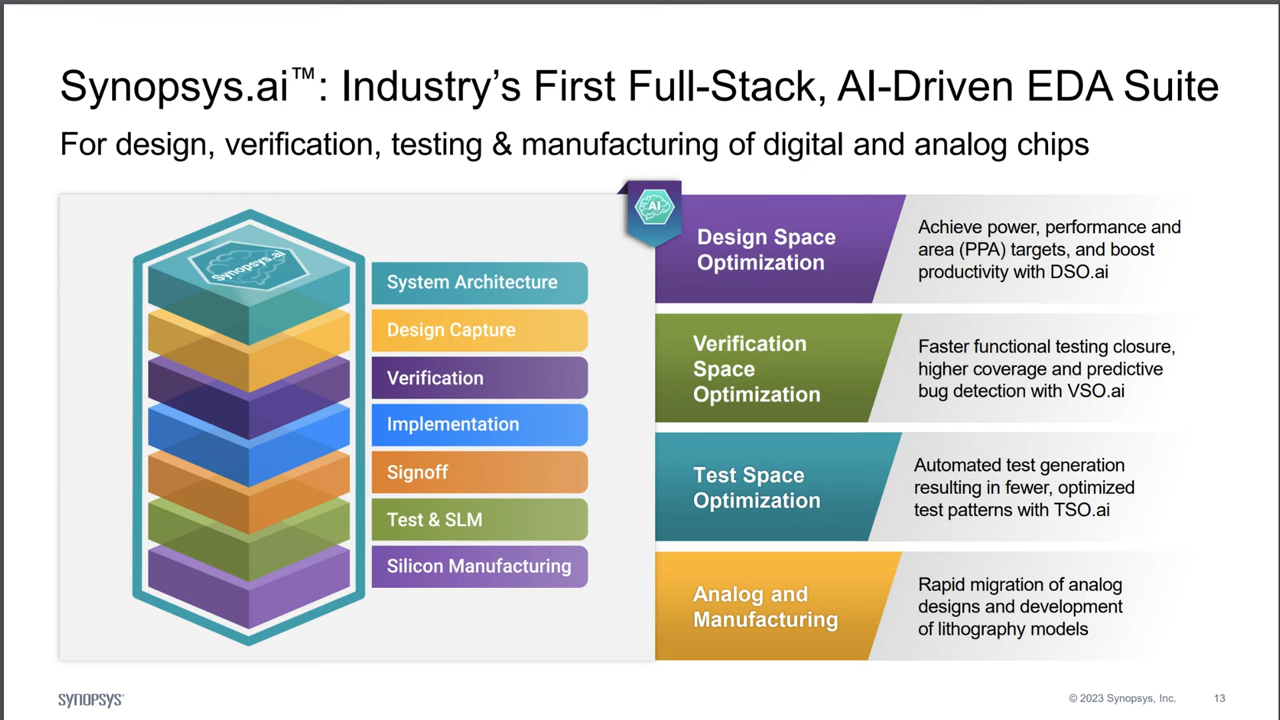 Synopsys.ai™: Industry's First Full-Stack, AI-Driven EDA Suite
For design, verification, testing & manufacturing of digital and analog chips
Synopsys.ai
System Architecture
Design Capture
Verification
Implementation
Signoff
Test & SLM
Silicon Manufacturing
AI
Design Space
Optimization
Achieve power, performance and
area (PPA) targets, and boost
productivity with DSO.ai
Verification
Space
Optimization
Faster functional testing closure,
higher coverage and predictive
bug detection with VSO.ai
Test Space
Optimization
Automated test generation
resulting in fewer, optimized
test patterns with TSO.ai
Analog and
Manufacturing
Rapid migration of analog
designs and development
of lithography models
SYNOPSYS®
© 2023 Synopsys, Inc.
13